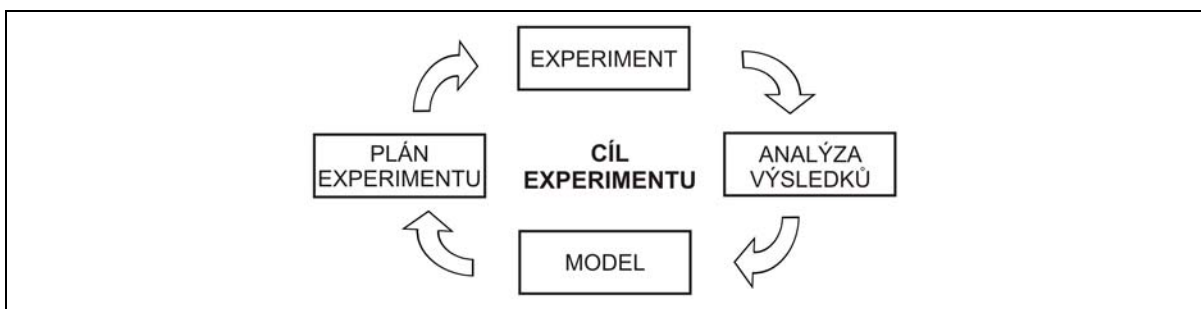 EXPERIMENT
PLÁN
EXPERIMENTU
CÍL
EXPERIMENTU
ANALÝZA
VÝSLEDKŮ
MODEL